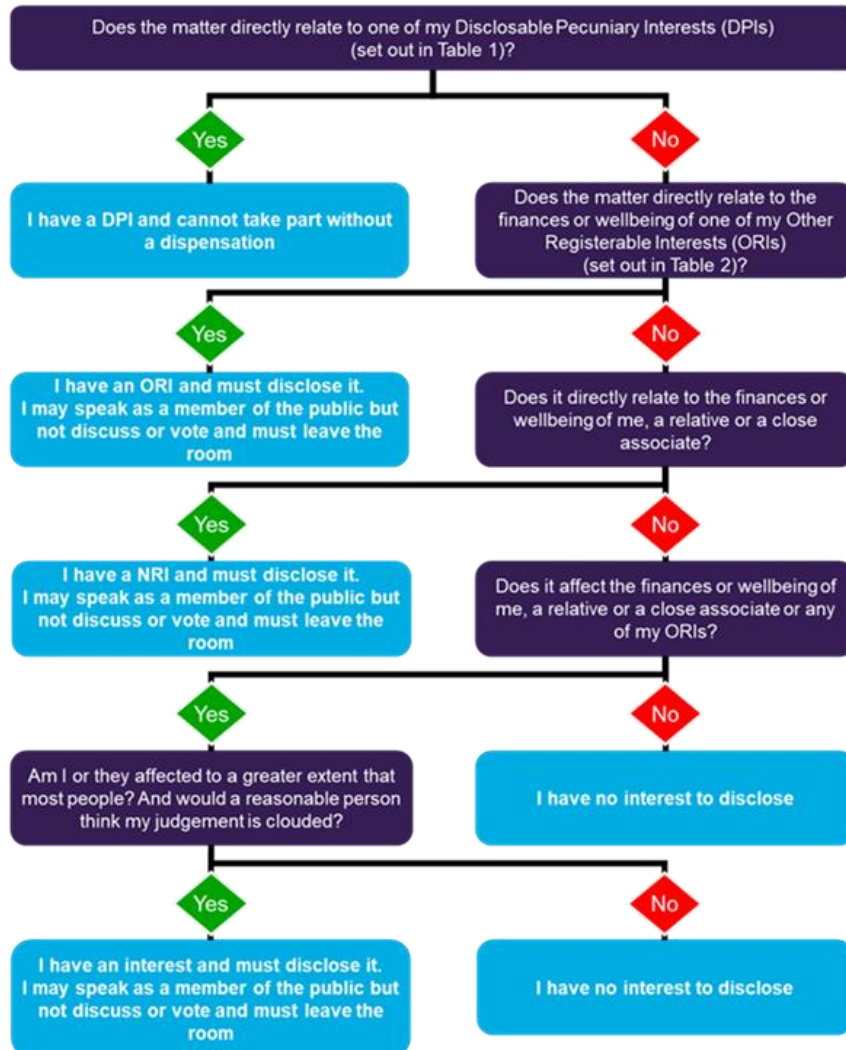 Does the matter directly relate to one of my Disclosable Pecuniary Interests (DPIs)
(set out in Table 1)?
Yes
No
I have a DPI and cannot take part without
a dispensation
Does the matter directly relate to the
finances or wellbeing of one of my Other
Registerable Interests (ORIs)
(set out in Table 2)?
Yes
No
I have an ORI and must disclose it.
I may speak as a member of the public but
not discuss or vote and must leave the
room
Does it directly relate to the finances or
wellbeing of me, a relative or a close
associate?
Yes
No
I have a NRI and must disclose it.
I may speak as a member of the public but
not discuss or vote and must leave the
room
Does it affect the finances or wellbeing of
me, a relative or a close associate or any
of my ORIs?
Yes
No
Am I or they affected to a greater extent that
most people? And would a reasonable person
think my judgement is clouded?
I have no interest to disclose
Yes
No
I have an interest and must disclose it.
I may speak as a member of the public but
not discuss or vote and must leave the
room
I have no interest to disclose